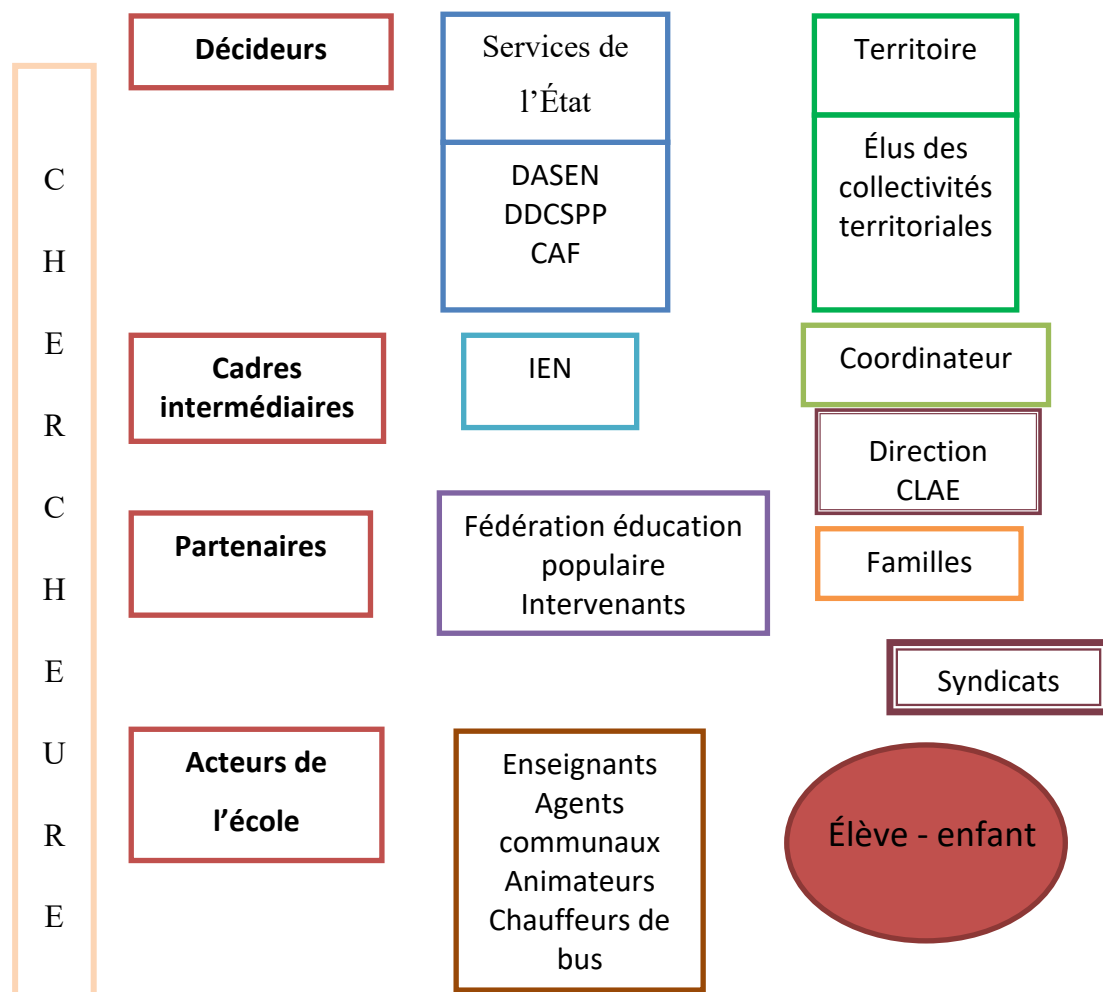 C
H
E
R
C
H
E
U
R
E
Décideurs
Services de
l’État
Territoire
DASEN
DDCSPP
CAF
Élus des
collectivités
territoriales
Cadres
intermédiaires
IEN
Coordinateur
Direction
CLAE
Partenaires
Fédération éducation
populaire
Intervenants
Familles
Syndicats
Acteurs de
l’école
Enseignants
Agents
communaux
Animateurs
Chauffeurs de
bus
Élève - enfant